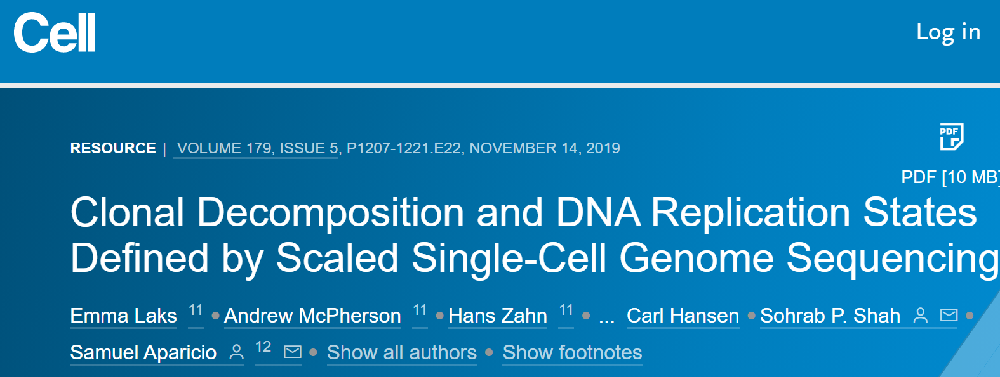 Cell
Log in
RESOURCE | VOLUME 179, ISSUE 5, P1207-1221.E22, NOVEMBER 14, 2019
PDF
PDF [10 MB]
Clonal Decomposition and DNA Replication States
Defined by Scaled Single-Cell Genome Sequencing
Emma Laks 11 • Andrew McPherson 11 • Hans Zahn 11 • ... Carl Hansen • Sohrab P. Shah •
Samuel Aparicio 12 • Show all authors • Show footnotes